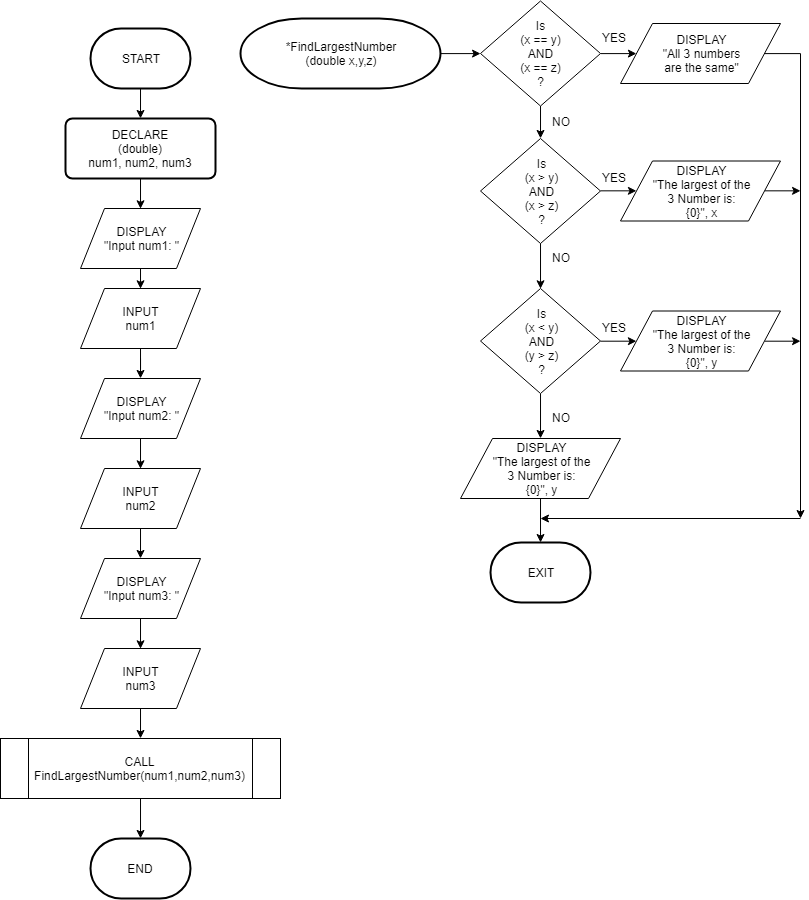 START
DECLARE
(double)
num1, num2, num3
DISPLAY
"Input num1: "
INPUT
num1
DISPLAY
"Input num2: "
INPUT
num2
DISPLAY
"Input num3: "
INPUT
num3
CALL
FindLargestNumber(num1,num2,num3)
END
*FindLargestNumber
(double x,y,z)
Is
(x == y)
AND
(x == z)
?
YES
DISPLAY
"All 3 numbers
are the same"
NO
Is
(x > y)
AND
(x > z)
?
YES
DISPLAY
"The largest of the
3 Number is:
{0}", x
NO
Is
(x < y)
AND
(y > z)
?
YES
DISPLAY
"The largest of the
3 Number is:
{0}", y
NO
DISPLAY
"The largest of the
3 Number is:
{0}", y
EXIT